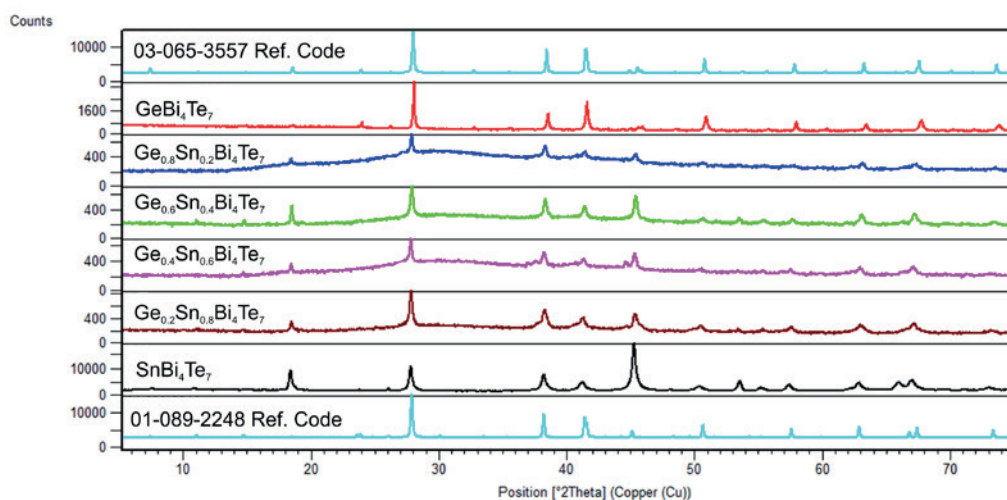 Counts
03-065-3557 Ref. Code
10000
0
GeBi₄Te₇
1600
0
Ge₀.₈Sn₀.₂Bi₄Te₇
400
0
Ge₀.₆Sn₀.₄Bi₄Te₇
400
0
Ge₀.₄Sn₀.₆Bi₄Te₇
400
0
Ge₀.₂Sn₀.₈Bi₄Te₇
400
0
SnBi₄Te₇
10000
0
01-089-2248 Ref. Code
10000
0
10 20 30 40 50 60 70
Position [°2Theta] (Copper (Cu))